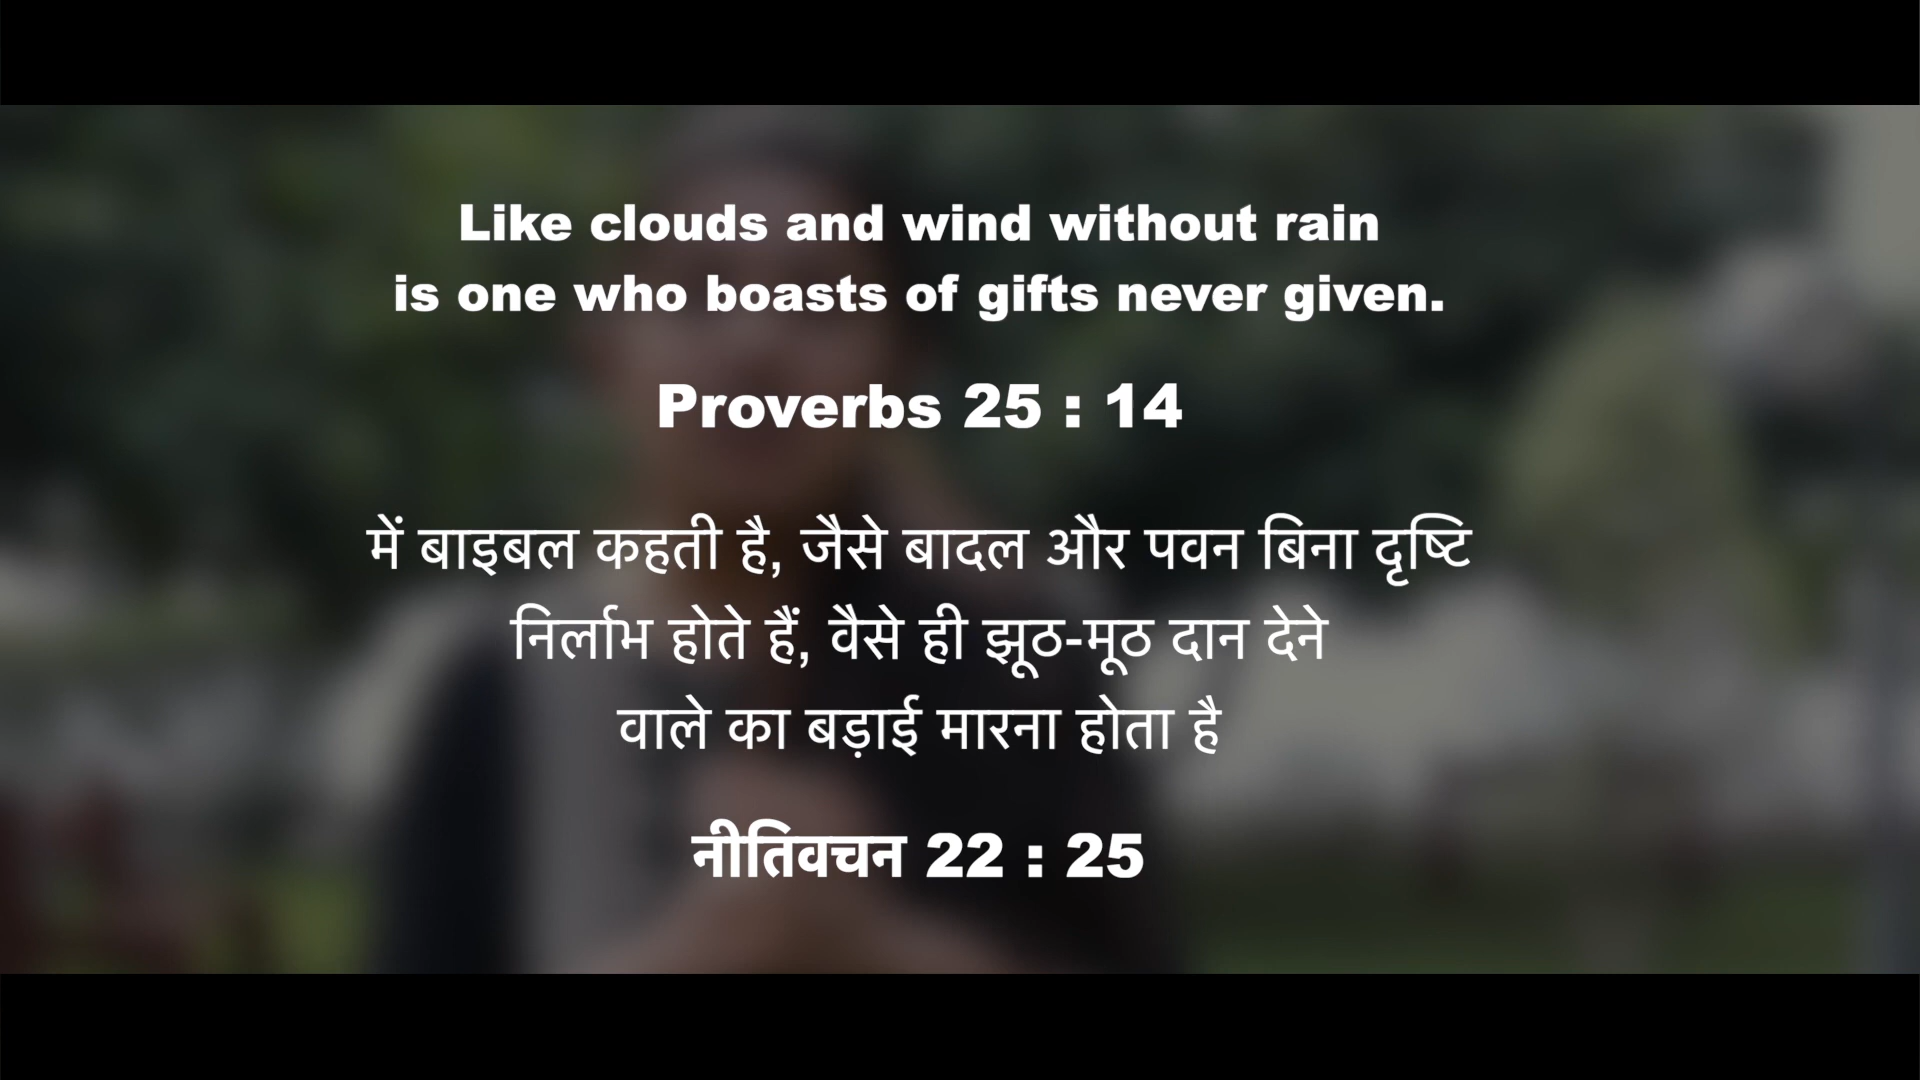 Like clouds and wind without rain
is one who boasts of gifts never given.
Proverbs 25 : 14
में बाइबल कहती है, जैसे बादल और पवन बिना दृष्टि
निर्लाभ होते हैं, वैसे ही झूठ-मूठ दान देने
वाले का बड़ाई मारना होता है
नीतिवचन 22 : 25